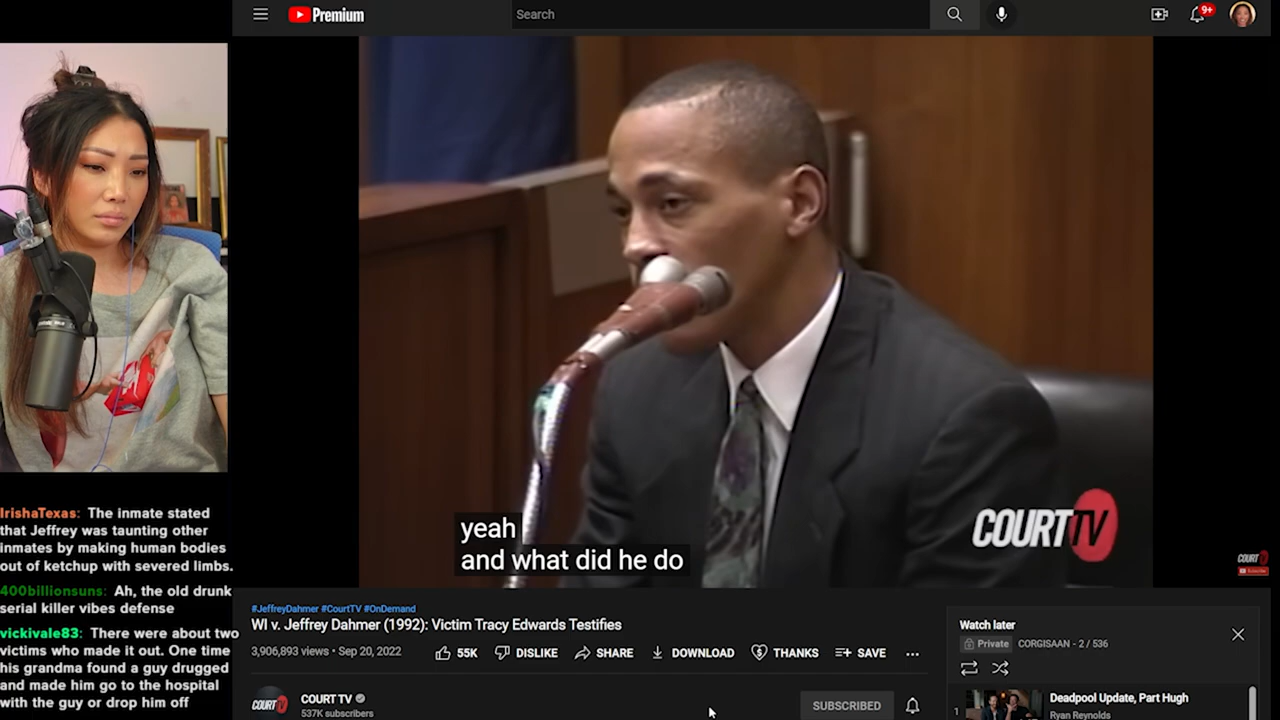 Premium
Search
9+
yeah
and what did he do
COURT TV
COURT TV
IrishaTexas: The inmate stated
that Jeffrey was taunting other
inmates by making human bodies
out of ketchup with severed limbs.
400billionsuns: Ah, the old drunk
serial killer vibes defense
vickivale83: There were about two
victims who made it out. One time
his grandma found a guy drugged
and made him go to the hospital
with the guy or drop him off
#JeffreyDahmer #CourtTV #OnDemand
WI v. Jeffrey Dahmer (1992): Victim Tracy Edwards Testifies
3,906,893 views • Sep 20, 2022
55K
DISLIKE
SHARE
DOWNLOAD
THANKS
SAVE
COURT TV
COURT TV
537K subscribers
SUBSCRIBED
Watch later
Private
CORGISAAN - 2 / 536
1
Deadpool Update, Part Hugh
Ryan Reynolds